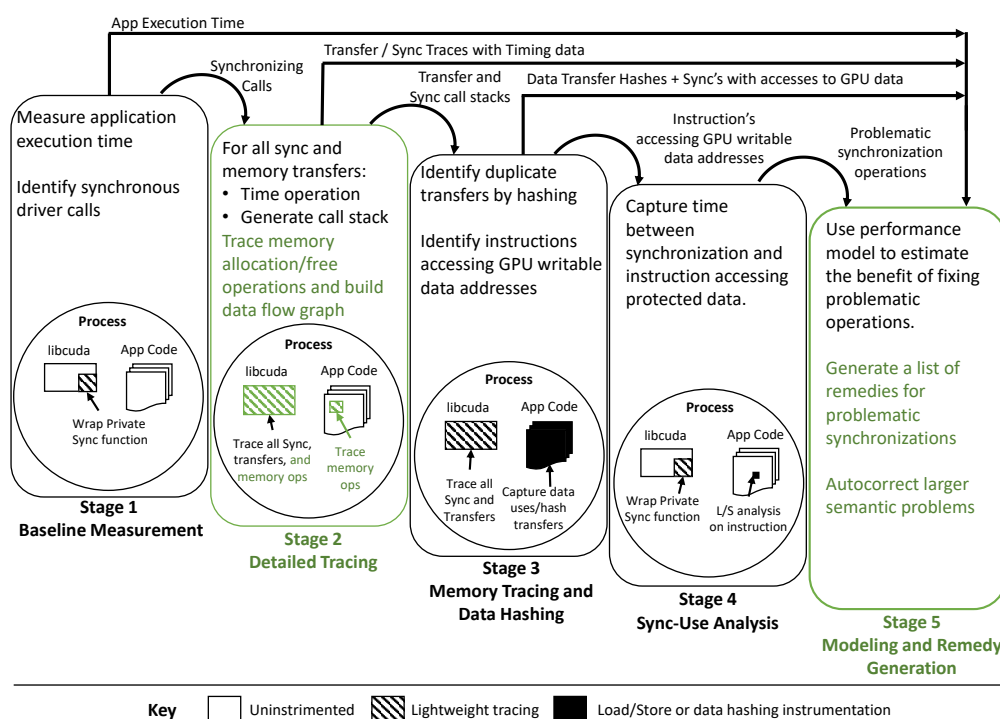 App Execution Time
Transfer / Sync Traces with Timing data
Synchronizing
Calls
Transfer and
Sync call stacks
Data Transfer Hashes + Sync's with accesses to GPU data
Instruction's
accessing GPU writable
data addresses
Problematic
synchronization
operations
Measure application
execution time
Identify synchronous
driver calls
Process
libcuda
App Code
Wrap Private
Sync function
Stage 1
Baseline Measurement
For all sync and
memory transfers:
• Time operation
• Generate call stack
Trace memory
allocation/free
operations and build
data flow graph
Process
libcuda
App Code
Trace all Sync,
transfers, and
memory ops
Trace
memory
ops
Stage 2
Detailed Tracing
Identify duplicate
transfers by hashing
Identify instructions
accessing GPU writable
data addresses
Process
libcuda
App Code
Trace all
Sync and
Transfers
Capture data
uses/hash
transfers
Stage 3
Memory Tracing and
Data Hashing
Capture time
between
synchronization and
instruction accessing
protected data.
Process
libcuda
App Code
Wrap Private
Sync function
L/S analysis
on instruction
Stage 4
Sync-Use Analysis
Use performance
model to estimate
the benefit of fixing
problematic
operations.
Generate a list of
remedies for
problematic
synchronizations
Autocorrect larger
semantic problems
Stage 5
Modeling and Remedy
Generation
Key
Uninstrimented
Lightweight tracing
Load/Store or data hashing instrumentation